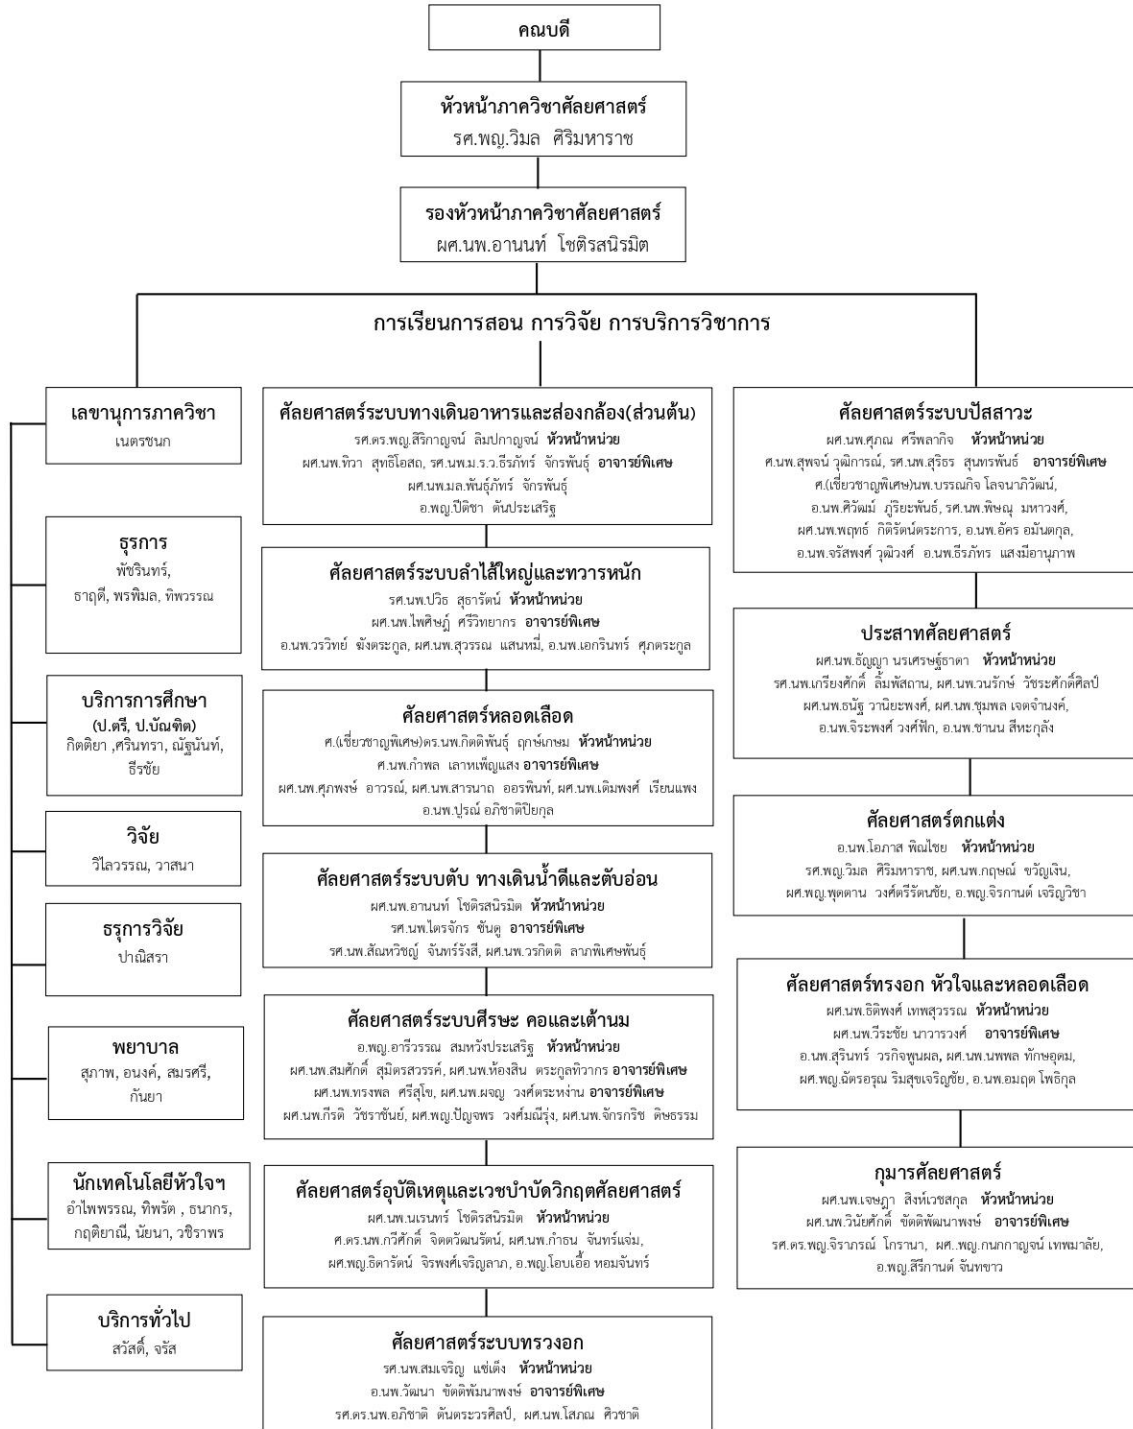 คณบดี
หัวหน้าภาควิชาศัลยศาสตร์
รศ.พญ.วิมล ศิริมหาราช
รองหัวหน้าภาควิชาศัลยศาสตร์
ผศ.นพ.อานนท์ โชติรสนิรมิต
การเรียนการสอน การวิจัย การบริการวิชาการ
เลขานุการภาควิชา
เนตรชนก
ธุรการ
พัชรินทร์,
ธาฤดี, พรพิมล, ทิพวรรณ
บริการการศึกษา
(ป.ตรี, ป.บัณฑิต)
กิตติยา ,ศรินทรา, ณัฐนันท์,
ธีรชัย
วิจัย
วิไลวรรณ, วาสนา
ธรุการวิจัย
ปาณิสรา
พยาบาล
สุภาพ, อนงค์, สมรศรี,
กันยา
นักเทคโนโลยีหัวใจฯ
อำไพพรรณ, ทิพรัต , ธนากร,
กฤติยาณี, นัยนา, วชิราพร
บริการทั่วไป
สวัสดิ์, จรัส
ศัลยศาสตร์ระบบทางเดินอาหารและส่องกล้อง(ส่วนต้น)
รศ.ดร.พญ.สิริกาญจน์ ลิมปกาญจน์ หัวหน้าหน่วย
ผศ.นพ.ทิวา สุทธิโอสถ, รศ.นพ.ม.ร.ว.ธีรภัทร์ จักรพันธุ์ อาจารย์พิเศษ
ผศ.นพ.มล.พันธุ์ภัทร์ จักรพันธุ์
อ.พญ.ปีติชา ตันประเสริฐ
ศัลยศาสตร์ระบบลำไส้ใหญ่และทวารหนัก
รศ.นพ.ปวิธ สุธารัตน์ หัวหน้าหน่วย
ผศ.นพ.ไพศิษฏ์ ศรีวิทยากร อาจารย์พิเศษ
อ.นพ.วรวิทย์ ฆังตระกูล, ผศ.นพ.สุวรรณ แสนหมี่, อ.นพ.เอกรินทร์ ศุภตระกูล
ศัลยศาสตร์หลอดเลือด
ศ.(เชี่ยวชาญพิเศษ)ดร.นพ.กิตติพันธุ์ ฤกษ์เกษม หัวหน้าหน่วย
ศ.นพ.กำพล เลาหเพ็ญแสง อาจารย์พิเศษ
ผศ.นพ.ศุภพงษ์ อาวรณ์, ผศ.นพ.สารนาถ ออรพินท์, ผศ.นพ.เติมพงศ์ เรียนแพง
อ.นพ.ปูรณ์ อภิชาติปิยกุล
ศัลยศาสตร์ระบบตับ ทางเดินน้ำดีและตับอ่อน
ผศ.นพ.อานนท์ โชติรสนิรมิต หัวหน้าหน่วย
รศ.นพ.ไตรจักร ซันดู อาจารย์พิเศษ
รศ.นพ.สัณหวิชญ์ จันทร์รังสี, ผศ.นพ.วรกิตติ ลาภพิเศษพันธุ์
ศัลยศาสตร์ระบบศีรษะ คอและเต้านม
อ.พญ.อารีวรรณ สมหวังประเสริฐ หัวหน้าหน่วย
ผศ.นพ.สมศักดิ์ สุมิตรสวรรค์, ผศ.นพ.ห้องสิน ตระกูลทิวากร อาจารย์พิเศษ
ผศ.นพ.ทรงพล ศรีสุโข, ผศ.นพ.ผจญ วงศ์ตระหง่าน อาจารย์พิเศษ
ผศ.นพ.กีรติ วัชราชันย์, ผศ.พญ.ปัญจพร วงศ์มณีรุ่ง, ผศ.นพ.จักรกริช ดิษธรรม
ศัลยศาสตร์อุบัติเหตุและเวชบำบัดวิกฤตศัลยศาสตร์
ผศ.นพ.นเรนทร์ โชติรสนิรมิต หัวหน้าหน่วย
ศ.ดร.นพ.กวีศักดิ์ จิตตวัฒนรัตน์, ผศ.นพ.กำธน จันทร์แจ่ม,
ผศ.พญ.ธิดารัตน์ จิรพงศ์เจริญลาภ, อ.พญ.โอบเอื้อ หอมจันทร์
ศัลยศาสตร์ระบบทรวงอก
รศ.นพ.สมเจริญ แซ่เต็ง หัวหน้าหน่วย
อ.นพ.วัฒนา ขัตติพัฒนาพงษ์ อาจารย์พิเศษ
รศ.ดร.นพ.อภิชาติ ตันตระวรศิลป์, ผศ.นพ.โสภณ ศิวชาติ
ศัลยศาสตร์ระบบปัสสาวะ
ผศ.นพ.ศุภณ ศรีพลากิจ หัวหน้าหน่วย
ศ.นพ.สุพจน์ วุฒิการณ์, รศ.นพ.สุริธร สุนทรพันธ์ อาจารย์พิเศษ
ศ.(เชี่ยวชาญพิเศษ)นพ.บรรณกิจ โลจนาภิวัฒน์,
อ.นพ.ศิวัฒม์ ภู่ริยะพันธ์, รศ.นพ.พิษณุ มหาวงศ์,
ผศ.นพ.พฤทธ์ กิติรัตน์ตระการ, อ.นพ.อัคร อมันตกุล,
อ.นพ.จรัสพงศ์ วุฒิวงศ์ อ.นพ.ธีรภัทร แสงมีอานุภาพ
ประสาทศัลยศาสตร์
ผศ.นพ.ธัญญา นรเศรษฐ์ธาดา หัวหน้าหน่วย
รศ.นพ.เกรียงศักดิ์ ลิ้มพัสถาน, ผศ.นพ.วนรักษ์ วัชระศักดิ์ศิลป์
ผศ.นพ.ธนัฐ วานิยะพงศ์, ผศ.นพ.ชุมพล เจตจำนงค์,
อ.นพ.จิระพงศ์ วงศ์ฟัก, อ.นพ.ชานน สีหะกุลัง
ศัลยศาสตร์ตกแต่ง
อ.นพ.โอภาส พิณไชย หัวหน้าหน่วย
รศ.พญ.วิมล ศิริมหาราช, ผศ.นพ.กฤษณ์ ขวัญเงิน,
ผศ.พญ.พุดตาน วงศ์ตรีรัตนชัย, อ.พญ.จิรกานต์ เจริญวิชา
ศัลยศาสตร์ทรงอก หัวใจและหลอดเลือด
ผศ.นพ.ธิติพงศ์ เทพสุวรรณ หัวหน้าหน่วย
ผศ.นพ.วีระชัย นาวารวงศ์ อาจารย์พิเศษ
อ.นพ.สุรินทร์ วรกิจพูนผล, ผศ.นพ.นพพล ทักษอุดม,
ผศ.พญ.ฉัตรอรุณ ริมสุขเจริญชัย, อ.นพ.อมฤต โพธิกุล
กุมารศัลยศาสตร์
ผศ.นพ.เจษฎา สิงห์เวชสกุล หัวหน้าหน่วย
ผศ.นพ.วินัยศักดิ์ ขัตติพัฒนาพงษ์ อาจารย์พิเศษ
รศ.ดร.พญ.จิราภรณ์ โกรานา, ผศ..พญ.กนกกาญจน์ เทพมาลัย,
อ.พญ.สิรีกานต์ จันทขาว